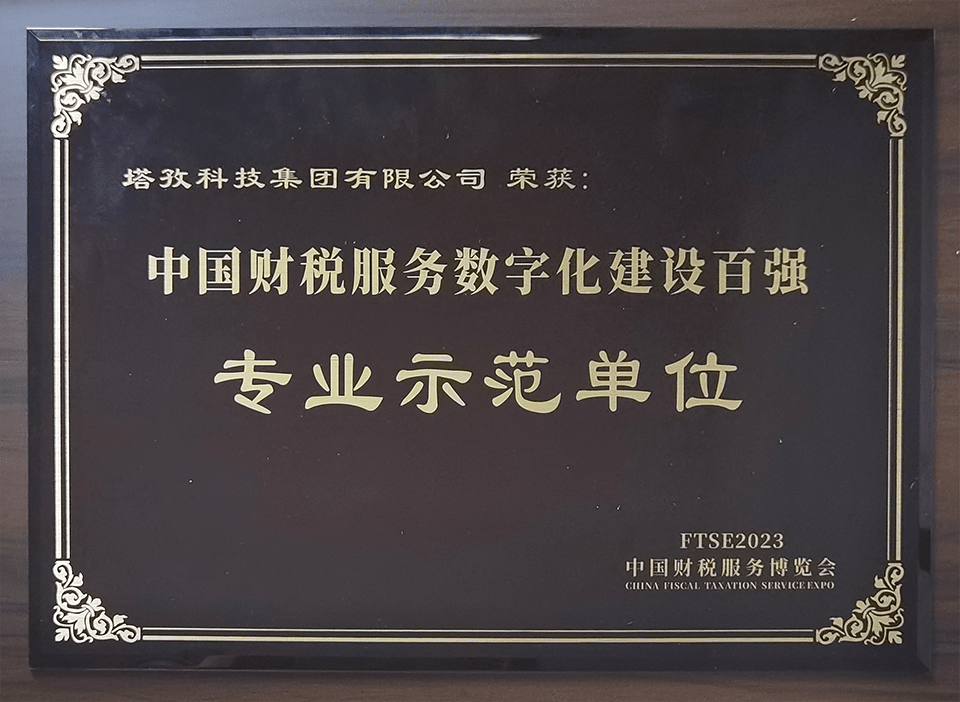 塔孜科技集团有限公司 荣获：
中国财税服务数字化建设百强
专业示范单位
FTSE2023
中国财税服务博览会
CHINA FISCAL TAXATION SERVICE EXPO